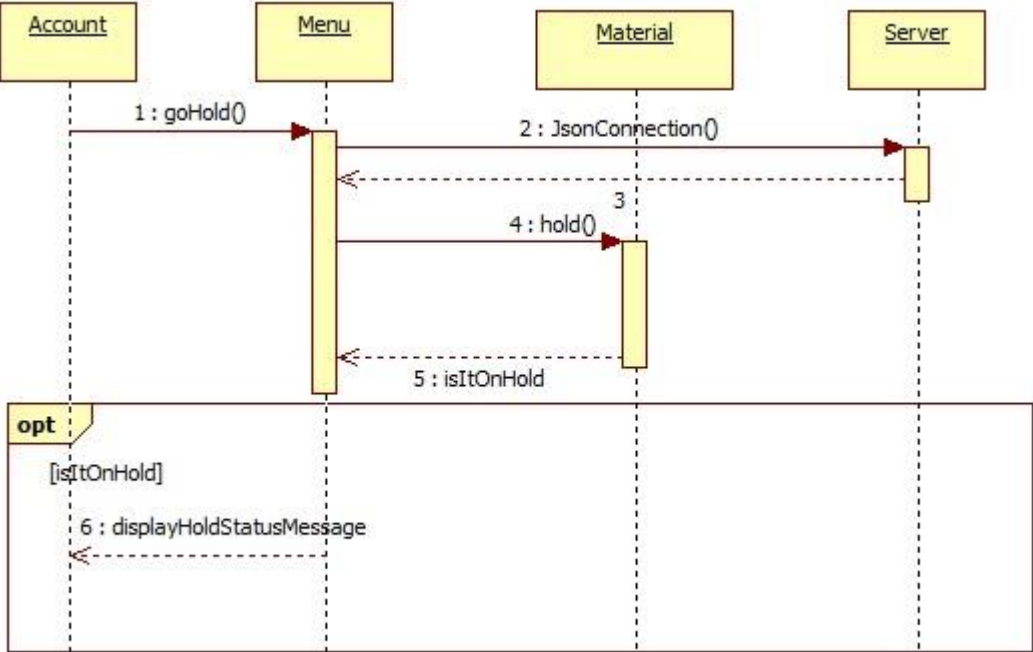 Account
Menu
Material
Server
1 : goHold()
2 : JsonConnection()
3
4 : hold()
5 : isItOnHold
opt
[isItOnHold]
6 : displayHoldStatusMessage